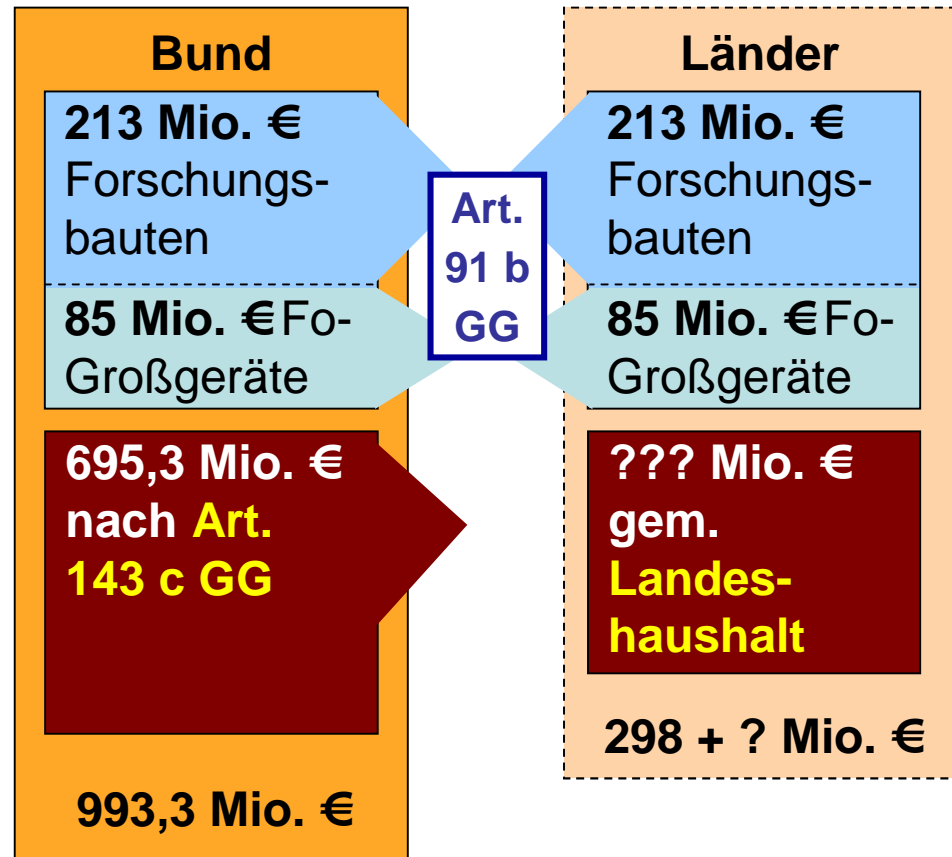 Bund
213 Mio. €
Forschungs-
bauten
85 Mio. € Fo-
Großgeräte
695,3 Mio. €
nach Art.
143 c GG
993,3 Mio. €
Art.
91 b
GG
Länder
213 Mio. €
Forschungs-
bauten
85 Mio. € Fo-
Großgeräte
??? Mio. €
gem.
Landes-
haushalt
298 + ? Mio. €